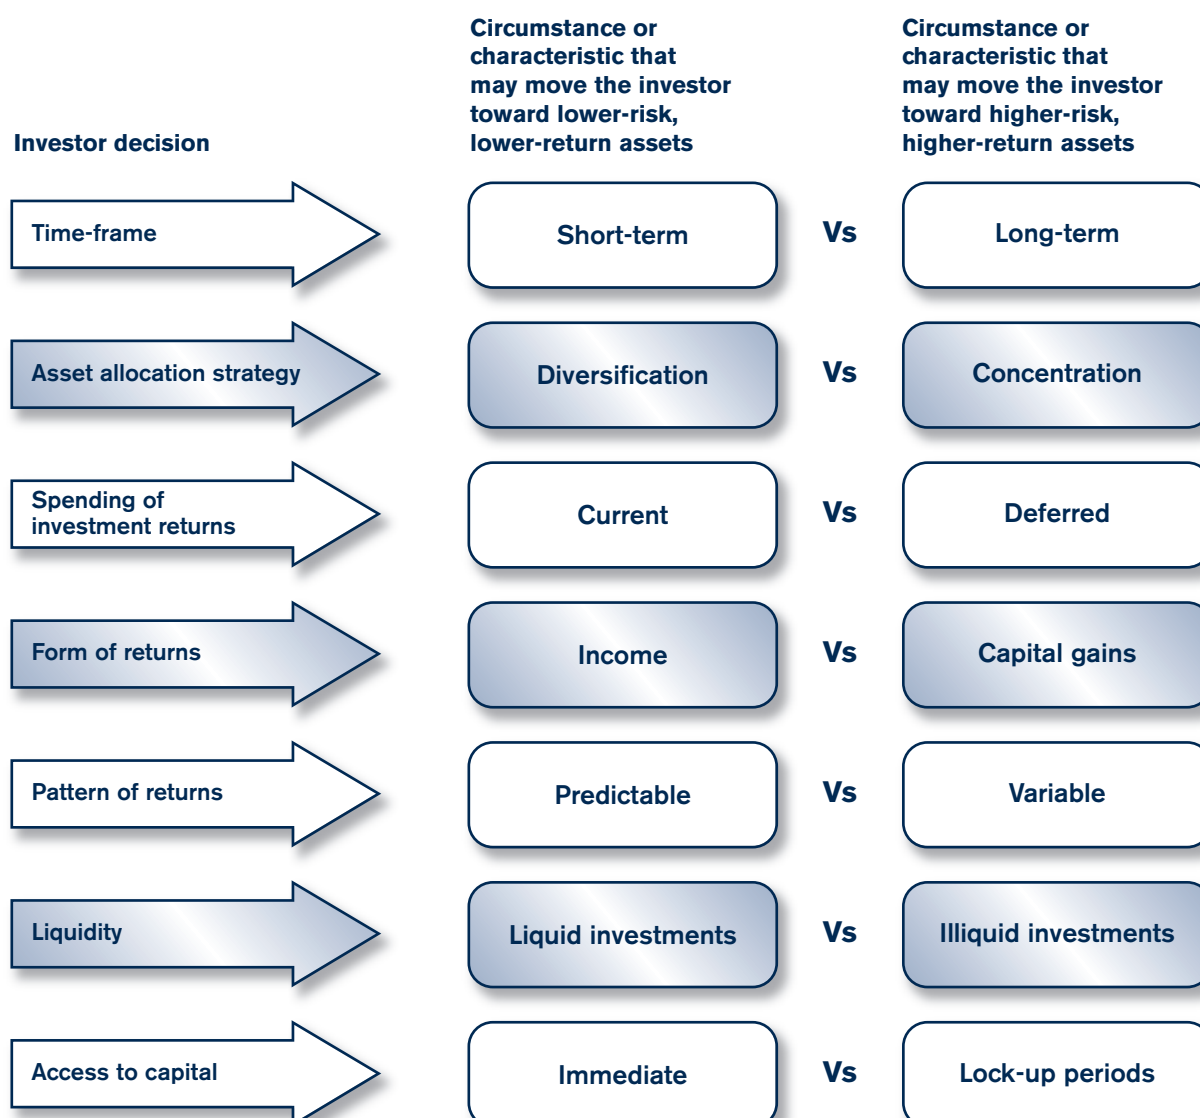 Circumstance or
characteristic that
may move the investor
toward lower-risk,
lower-return assets
Circumstance or
characteristic that
may move the investor
toward higher-risk,
higher-return assets
Investor decision
Time-frame
Short-term
Vs
Long-term
Asset allocation strategy
Diversification
Vs
Concentration
Spending of
investment returns
Current
Vs
Deferred
Form of returns
Income
Vs
Capital gains
Pattern of returns
Predictable
Vs
Variable
Liquidity
Liquid investments
Vs
Illiquid investments
Access to capital
Immediate
Vs
Lock-up periods